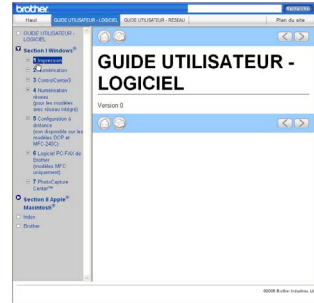 brother
Recherche
Haut
GUIDE UTILISATEUR - LOGICIEL
GUIDE UTILISATEUR - RÉSEAU
Plan du site
GUIDE UTILISATEUR - LOGICIEL
Section I Windows®
1 Impression
2 Numérisation
3 ControlCenter3
4 Numérisation
réseau
(pour les modèles
avec réseau intégré)
5 Configuration à
distance
(non disponible sur les
modèles DCP et
MFC-240C)
6 Logiciel PC-FAX de
Brother
(modèles MFC
uniquement)
7 PhotoCapture
Center™
Section II Apple®
Macintosh®
Index
Brother
GUIDE UTILISATEUR -
LOGICIEL
Version 0
©2006 Brother Industries, Ltd